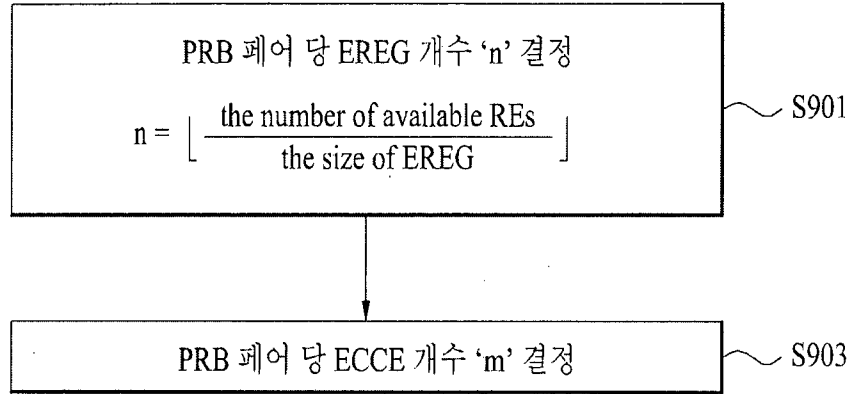 PRB 페어 당 EREG 개수 ‘n’ 결정
n = ⌊ the number of available REs / the size of EREG ⌋
S901
PRB 페어 당 ECCE 개수 ‘m’ 결정
S903